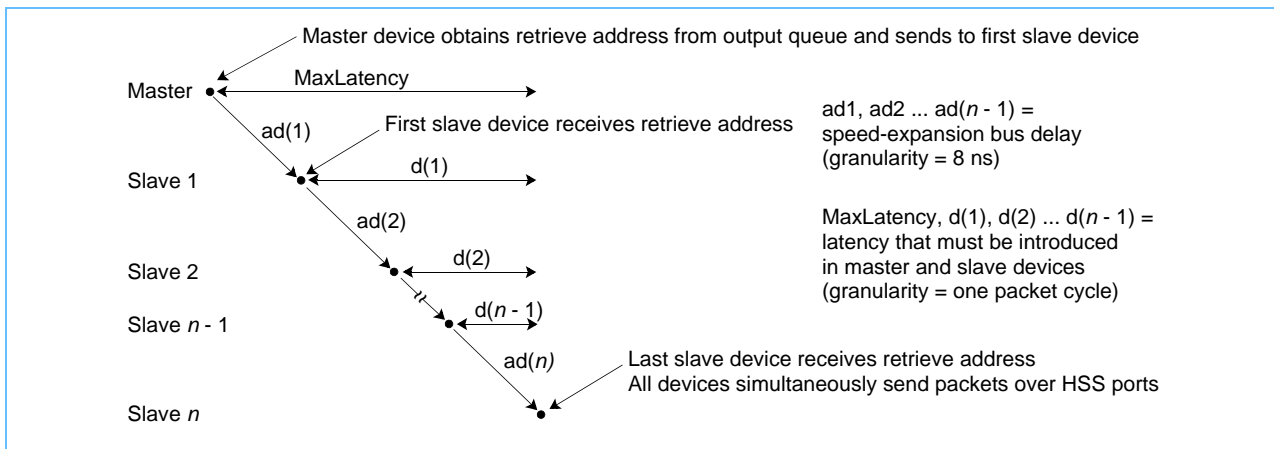 Master device obtains retrieve address from output queue and sends to first slave device
MaxLatency
Master
ad(1)
First slave device receives retrieve address
ad1, ad2 ... ad(n - 1) =
speed-expansion bus delay
(granularity = 8 ns)
d(1)
Slave 1
ad(2)
MaxLatency, d(1), d(2) ... d(n - 1) =
latency that must be introduced
in master and slave devices
(granularity = one packet cycle)
d(2)
Slave 2
d(n - 1)
Slave n - 1
ad(n)
Last slave device receives retrieve address
All devices simultaneously send packets over HSS ports
Slave n